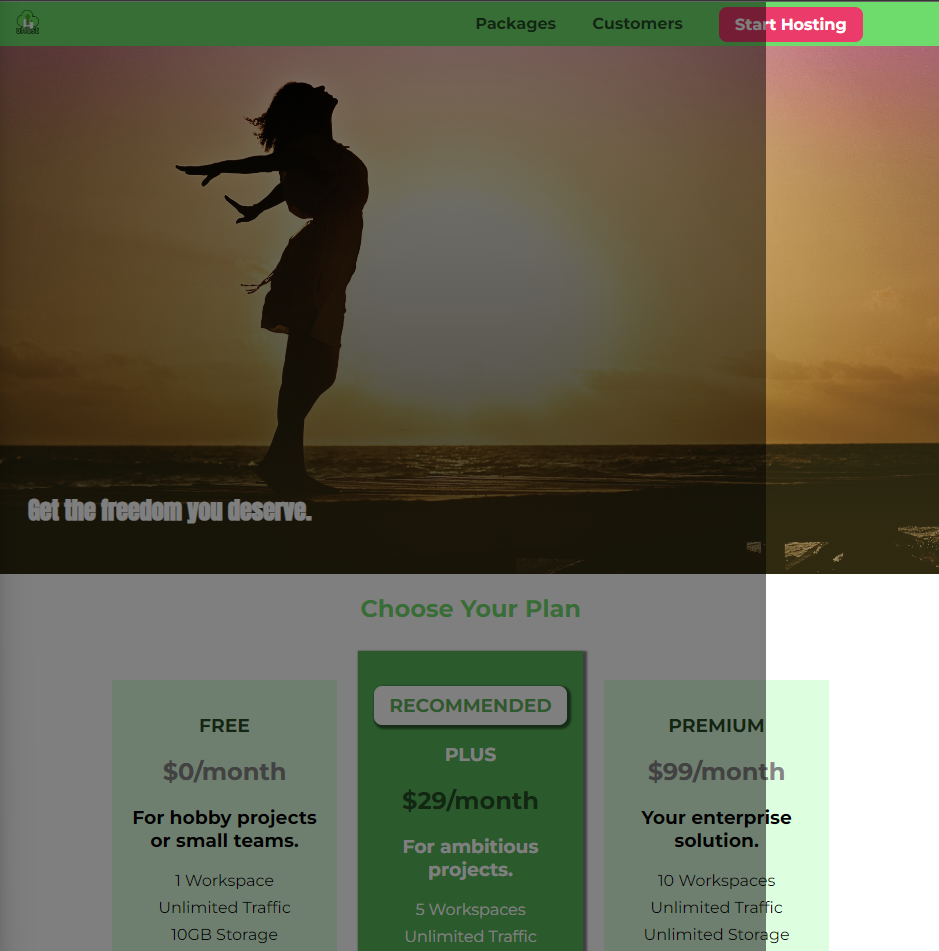 Packages Customers Start Hosting
Get the freedom you deserve.
Choose Your Plan
FREE
$0/month
For hobby projects
or small teams.
1 Workspace
Unlimited Traffic
10GB Storage
RECOMMENDED
PLUS
$29/month
For ambitious
projects.
5 Workspaces
Unlimited Traffic
PREMIUM
$99/month
Your enterprise
solution.
10 Workspaces
Unlimited Traffic
Unlimited Storage